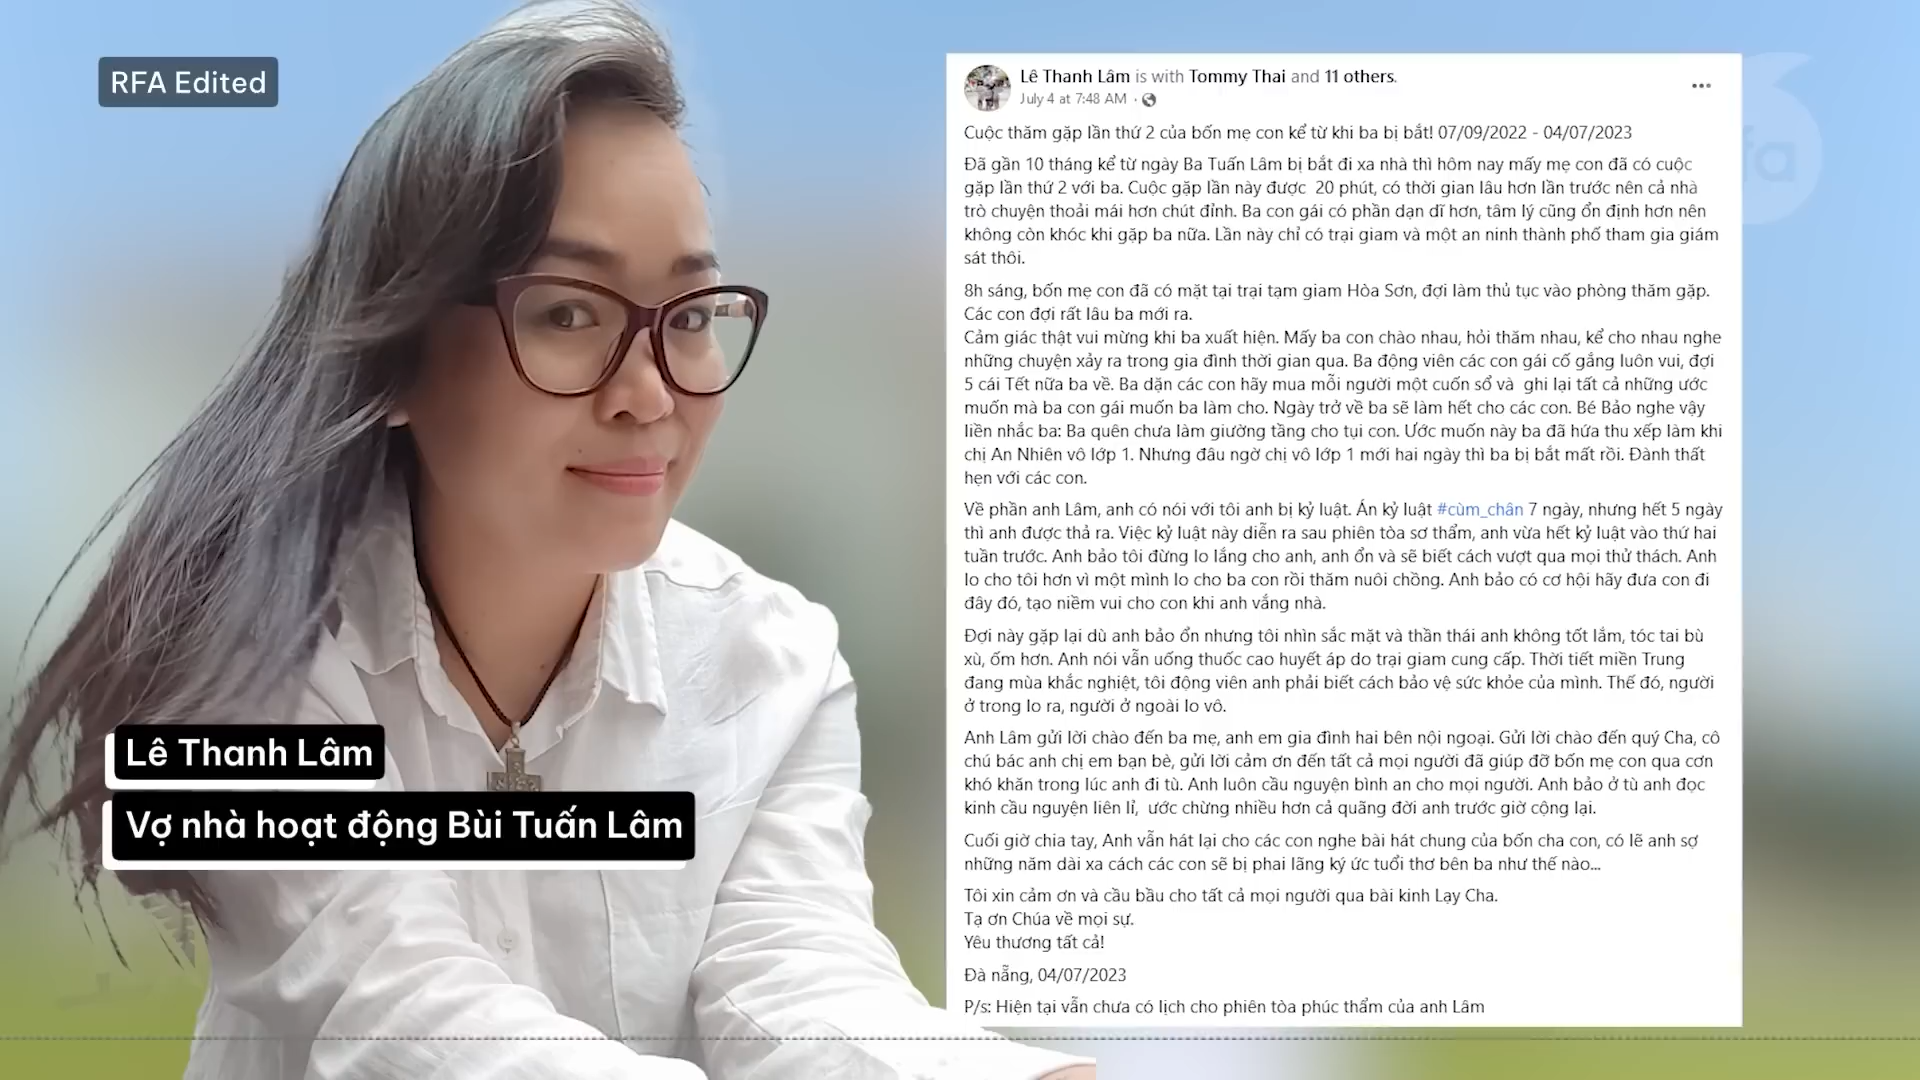 RFA Edited
Lê Thanh Lâm is with Tommy Thai and 11 others.
July 4 at 7:48 AM ·
Cuộc thăm gặp lần thứ 2 của bốn mẹ con kể từ khi ba bị bắt! 07/09/2022 - 04/07/2023
Đã gần 10 tháng kể từ ngày Ba Tuấn Lâm bị bắt đi xa nhà thì hôm nay mấy mẹ con đã có cuộc
gặp lần thứ 2 với ba. Cuộc gặp lần này được 20 phút, có thời gian lâu hơn lần trước nên cả nhà
trò chuyện thoải mái hơn chút đỉnh. Ba con gái có phần dạn dĩ hơn, tâm lý cũng ổn định hơn nên
không còn khóc khi gặp ba nữa. Lần này chỉ có trại giam và một an ninh thành phố tham gia giám
sát thôi.
8h sáng, bốn mẹ con đã có mặt tại trại tạm giam Hòa Sơn, đợi làm thủ tục vào phòng thăm gặp.
Các con đợi rất lâu ba mới ra.
Cảm giác thật vui mừng khi ba xuất hiện. Mấy ba con chào nhau, hỏi thăm nhau, kể cho nhau nghe
những chuyện xảy ra trong gia đình thời gian qua. Ba động viên các con gái cố gắng luôn vui, đợi
5 cái Tết nữa ba về. Ba dặn các con hãy mua mỗi người một cuốn sổ và ghi lại tất cả những ước
muốn mà ba con gái muốn ba làm cho. Ngày trở về ba sẽ làm hết cho các con. Bé Bảo nghe vậy
liền nhắc ba: Ba quên chưa làm giường tầng cho tụi con. Ước muốn này ba đã hứa thu xếp làm khi
chị An Nhiên vô lớp 1. Nhưng đâu ngờ chị vô lớp 1 mới hai ngày thì ba bị bắt mất rồi. Đành thất
hẹn với các con.
Về phần anh Lâm, anh có nói với tôi anh bị kỷ luật. Án kỷ luật #cùm_chân 7 ngày, nhưng hết 5 ngày
thì anh được thả ra. Việc kỷ luật này diễn ra sau phiên tòa sơ thẩm, anh vừa hết kỷ luật vào thứ hai
tuần trước. Anh bảo tôi đừng lo lắng cho anh, anh ổn và sẽ biết cách vượt qua mọi thử thách. Anh
lo cho tôi hơn vì một mình lo cho ba con rồi thăm nuôi chồng. Anh bảo có cơ hội hãy đưa con đi
đây đó, tạo niềm vui cho con khi anh vắng nhà.
Đợi này gặp lại dù anh bảo ổn nhưng tôi nhìn sắc mặt và thần thái anh không tốt lắm, tóc tai bù
xù, ốm hơn. Anh nói vẫn uống thuốc cao huyết áp do trại giam cung cấp. Thời tiết miền Trung
đang mùa khắc nghiệt, tôi động viên anh phải biết cách bảo vệ sức khỏe của mình. Thế đó, người
ở trong lo ra, người ở ngoài lo vô.
Anh Lâm gửi lời chào đến ba mẹ, anh em gia đình hai bên nội ngoại. Gửi lời chào đến quý Cha, cô
chú bác anh chị em bạn bè, gửi lời cảm ơn đến tất cả mọi người đã giúp đỡ bốn mẹ con qua cơn
khó khăn trong lúc anh đi tù. Anh luôn cầu nguyện bình an cho mọi người. Anh bảo ở tù anh đọc
kinh cầu nguyện liên lỉ, ước chừng nhiều hơn cả quãng đời anh trước giờ cộng lại.
Cuối giờ chia tay, Anh vẫn hát lại cho các con nghe bài hát chung của bốn cha con, có lẽ anh sợ
những năm dài xa cách các con sẽ bị phai lãng ký ức tuổi thơ bên ba như thế nào...
Tôi xin cảm ơn và cầu bầu cho tất cả mọi người qua bài kinh Lạy Cha.
Tạ ơn Chúa về mọi sự.
Yêu thương tất cả!
Đà nẵng, 04/07/2023
P/s: Hiện tại vẫn chưa có lịch cho phiên tòa phúc thẩm của anh Lâm
Lê Thanh Lâm
Vợ nhà hoạt động Bùi Tuấn Lâm